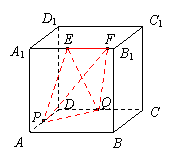 D₁ C₁
A₁ E F B₁
P D Q C
A B